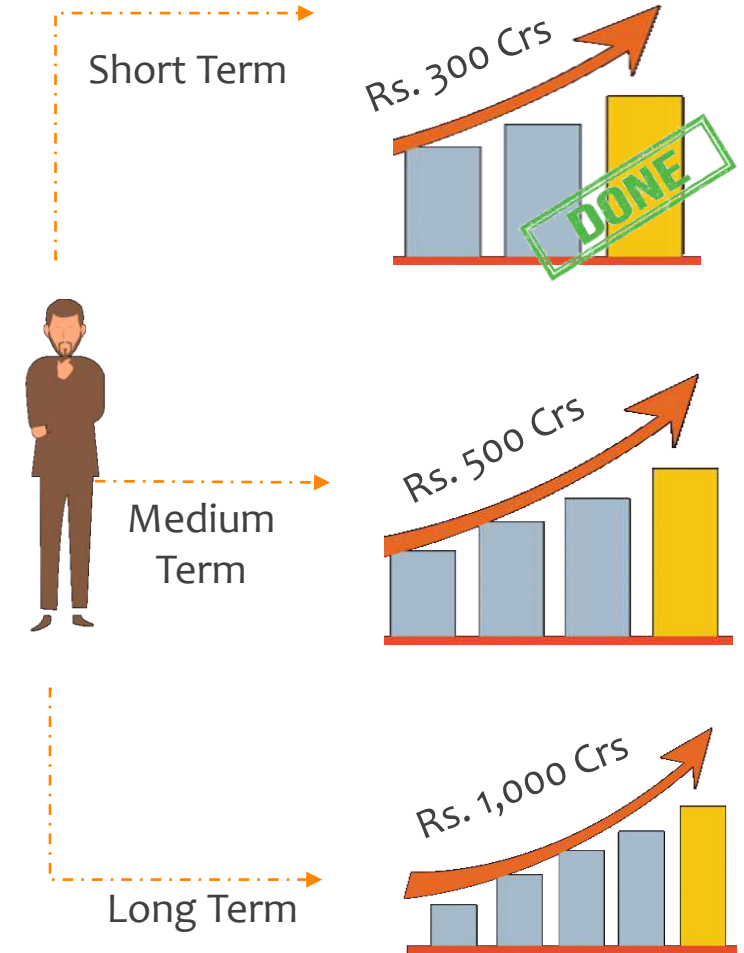 Short Term
Rs. 300 Crs
DONE
Rs. 500 Crs
Medium
Term
Rs. 1,000 Crs
Long Term